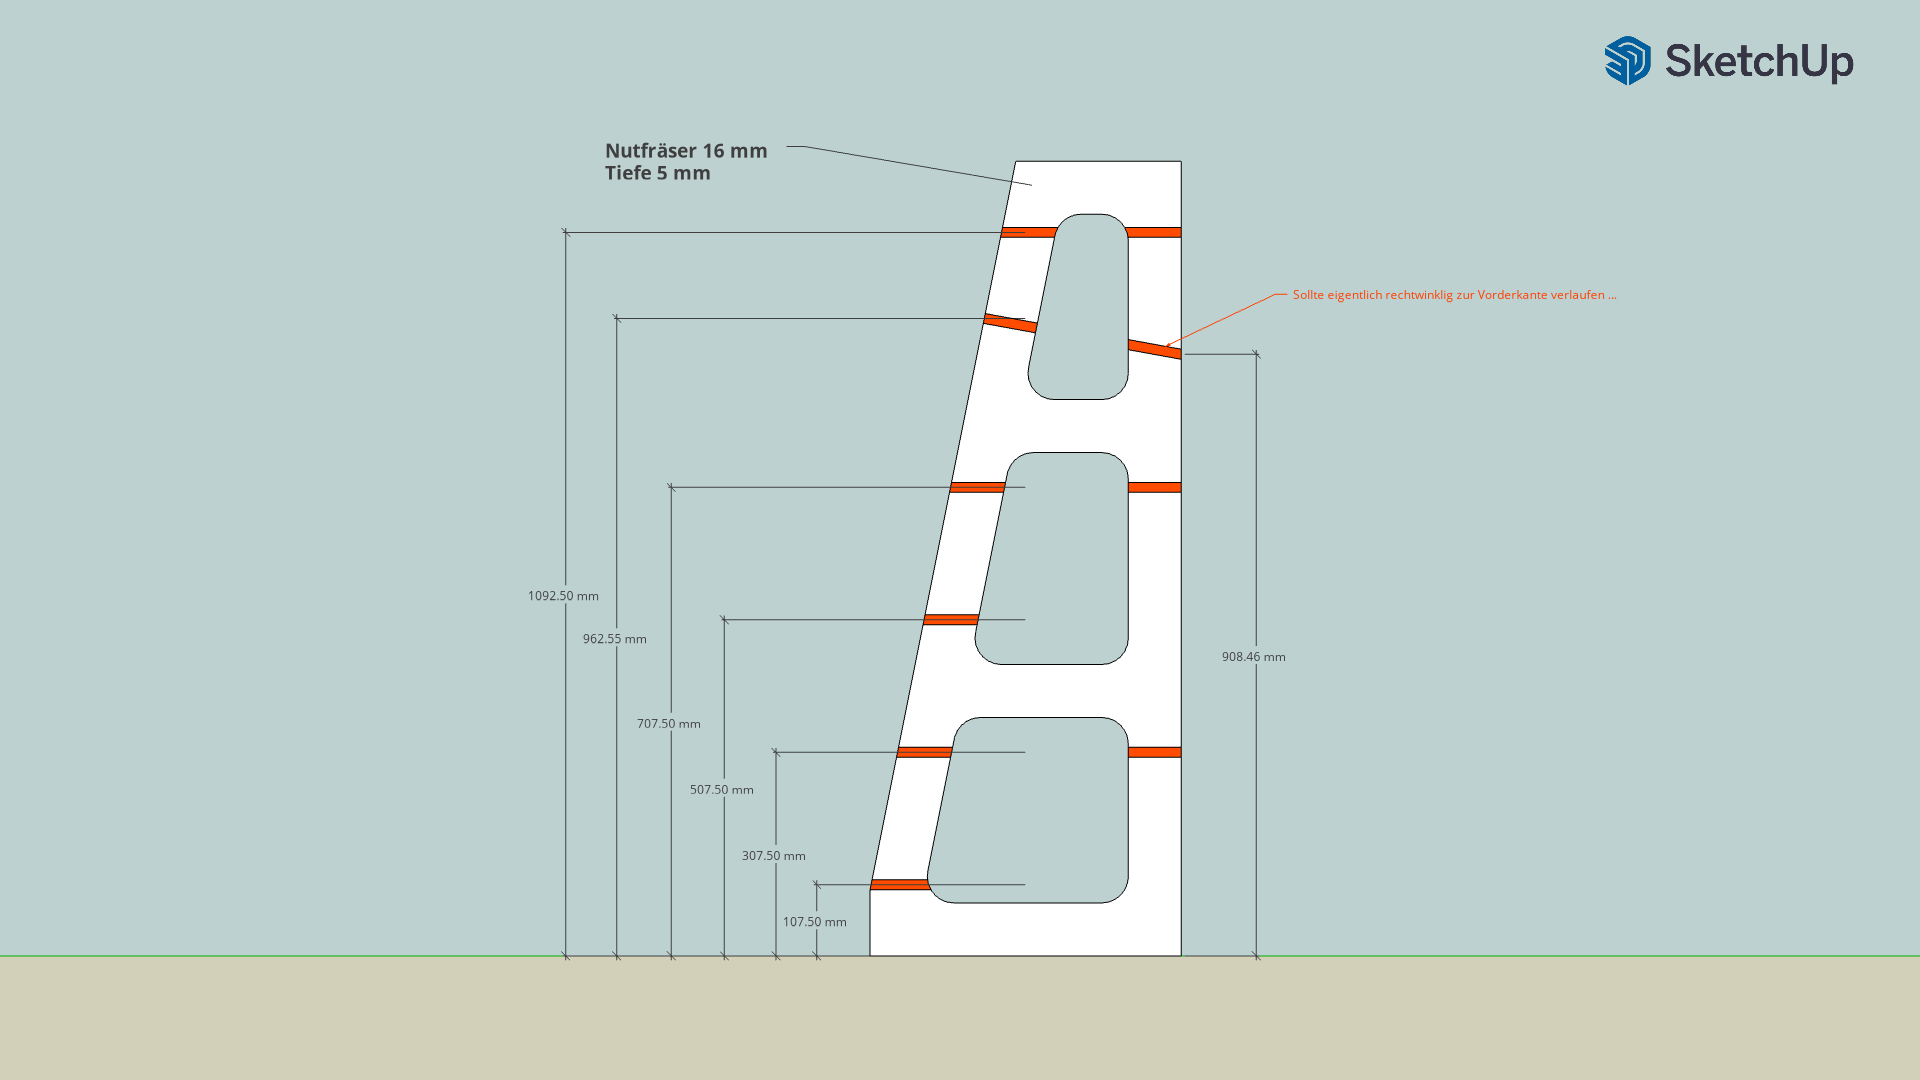 SketchUp
Nutfräser 16 mm
Tiefe 5 mm
Sollte eigentlich rechtwinklig zur Vorderkante verlaufen ...
1092.50 mm
962.55 mm
908.46 mm
707.50 mm
507.50 mm
307.50 mm
107.50 mm